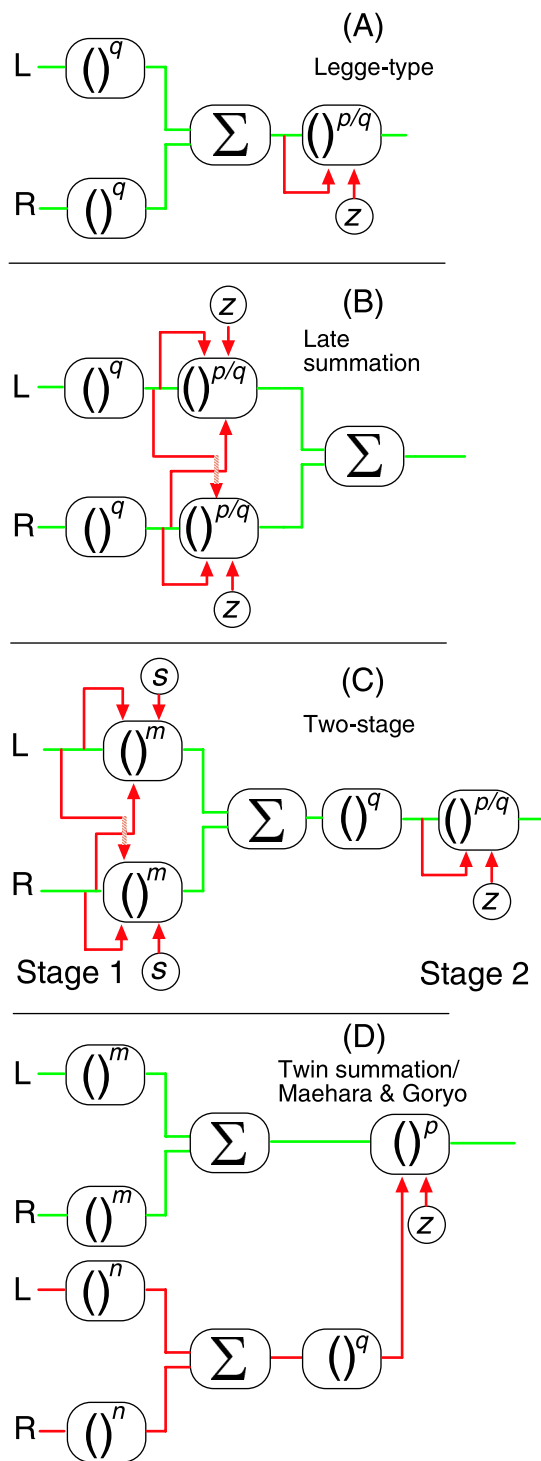 (A)
Legge-type
L ()^q
Σ ()^{p/q}
R ()^q
z
(B)
z
Late
summation
L ()^q ()^{p/q}
Σ
R ()^q ()^{p/q}
z
(C)
s
Two-stage
L ()^m
Σ ()^q ()^{p/q}
R ()^m
z
Stage 1 s Stage 2
(D)
Twin summation/
Maehara & Goryo
L ()^m
Σ ()^p
R ()^m
z
L ()^n
Σ ()^q
R ()^n